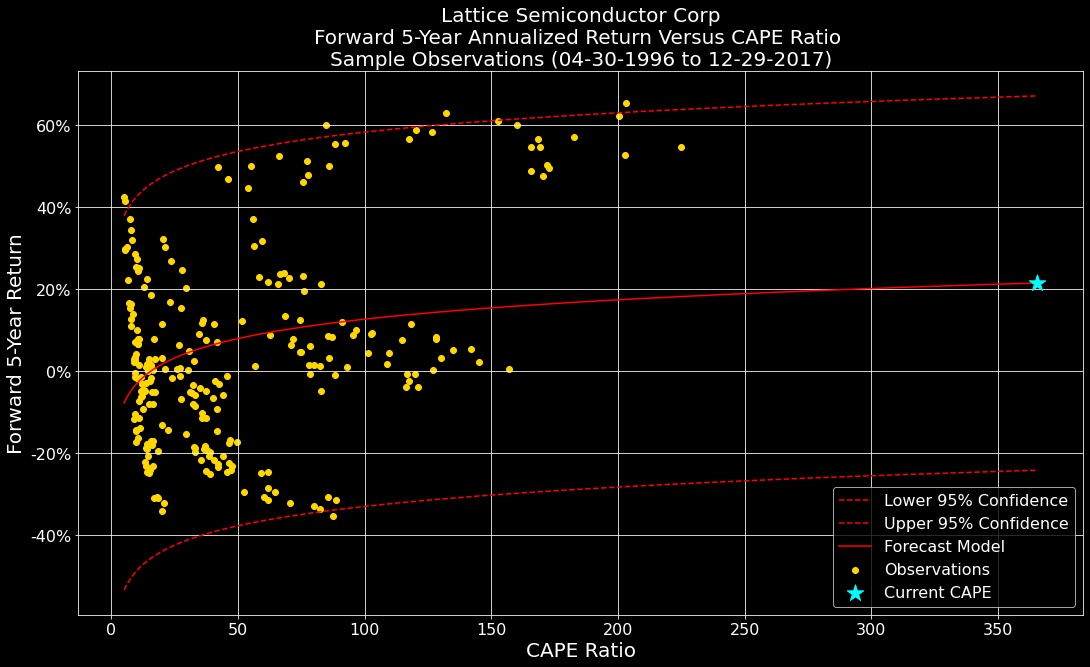 Lattice Semiconductor Corp
Forward 5-Year Annualized Return Versus CAPE Ratio
Sample Observations (04-30-1996 to 12-29-2017)
Forward 5-Year Return
60%
40%
20%
0%
-20%
-40%
Lower 95% Confidence
Upper 95% Confidence
Forecast Model
Observations
Current CAPE
0 50 100 150 200 250 300 350
CAPE Ratio